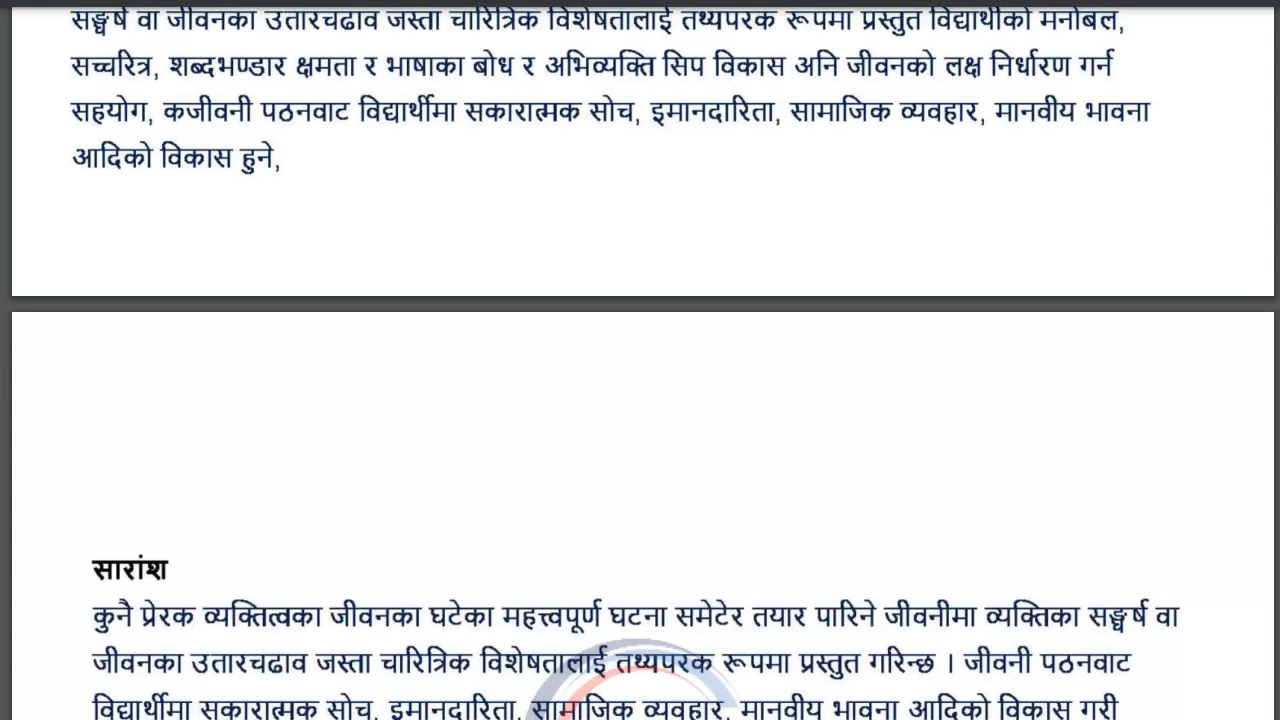 सङ्घर्ष वा जीवनका उतारचढाव जस्ता चारित्रिक विशेषतालाई तथ्यपरक रूपमा प्रस्तुत विद्यार्थीको मनोबल,
सच्चरित्र, शब्दभण्डार क्षमता र भाषाका बोध र अभिव्यक्ति सिप विकास अनि जीवनको लक्ष निर्धारण गर्न
सहयोग, कजीवनी पठनवाट विद्यार्थीमा सकारात्मक सोच, इमानदारिता, सामाजिक व्यवहार, मानवीय भावना
आदिको विकास हुने,
सारांश
कुनै प्रेरक व्यक्तित्वका जीवनका घटेका महत्त्वपूर्ण घटना समेटेर तयार पारिने जीवनीमा व्यक्तिका सङ्घर्ष वा
जीवनका उतारचढाव जस्ता चारित्रिक विशेषतालाई तथ्यपरक रूपमा प्रस्तुत गरिन्छ । जीवनी पठनवाट
विद्यार्थीमा सकारात्मक सोच, इमानदारिता, सामाजिक व्यवहार, मानवीय भावना आदिको विकास गरी